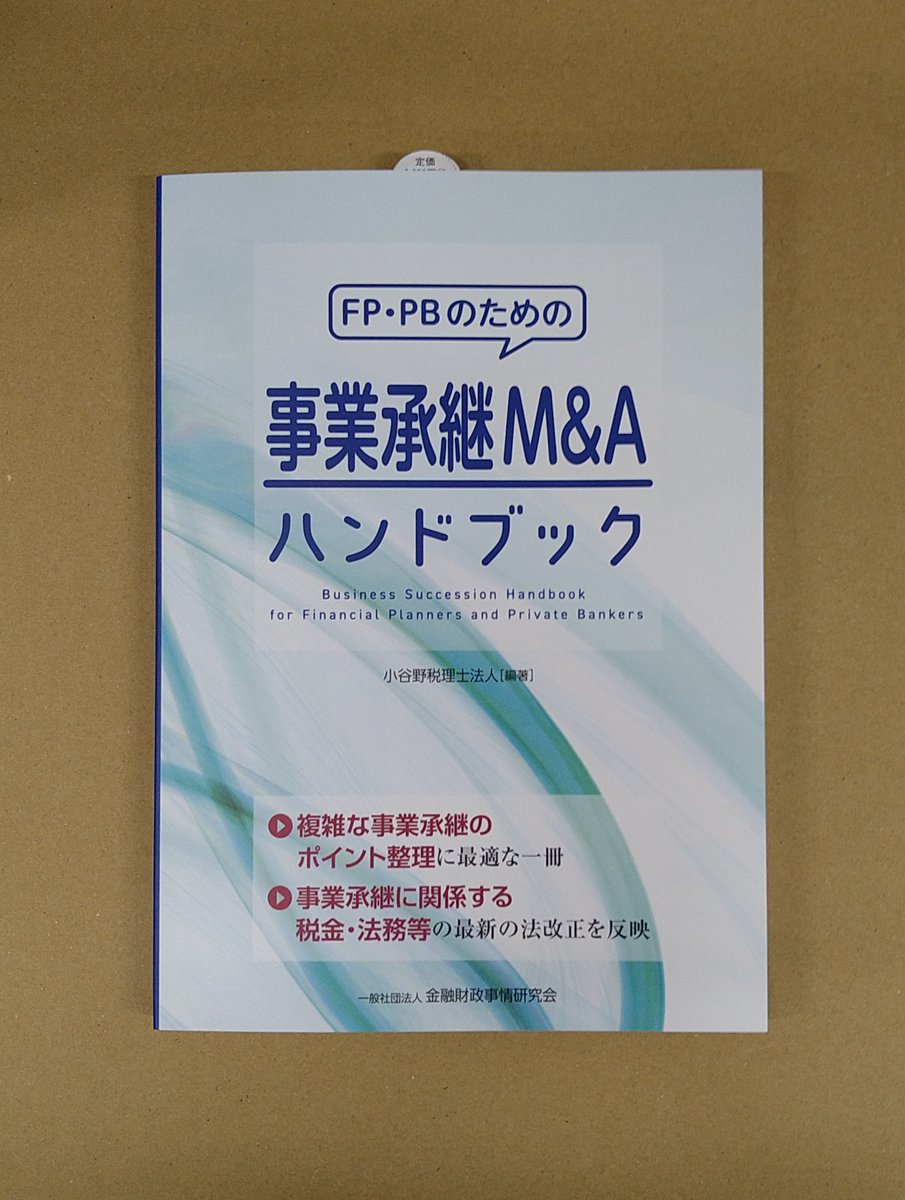 定価
FP・PBのための
事業承継M&A
ハンドブック
Business Succession Handbook
for Financial Planners and Private Bankers
小谷野税理士法人[編著]
複雑な事業承継の
ポイント整理に最適な一冊
事業承継に関係する
税金・法務等の最新の法改正を反映
一般社団法人 金融財政事情研究会